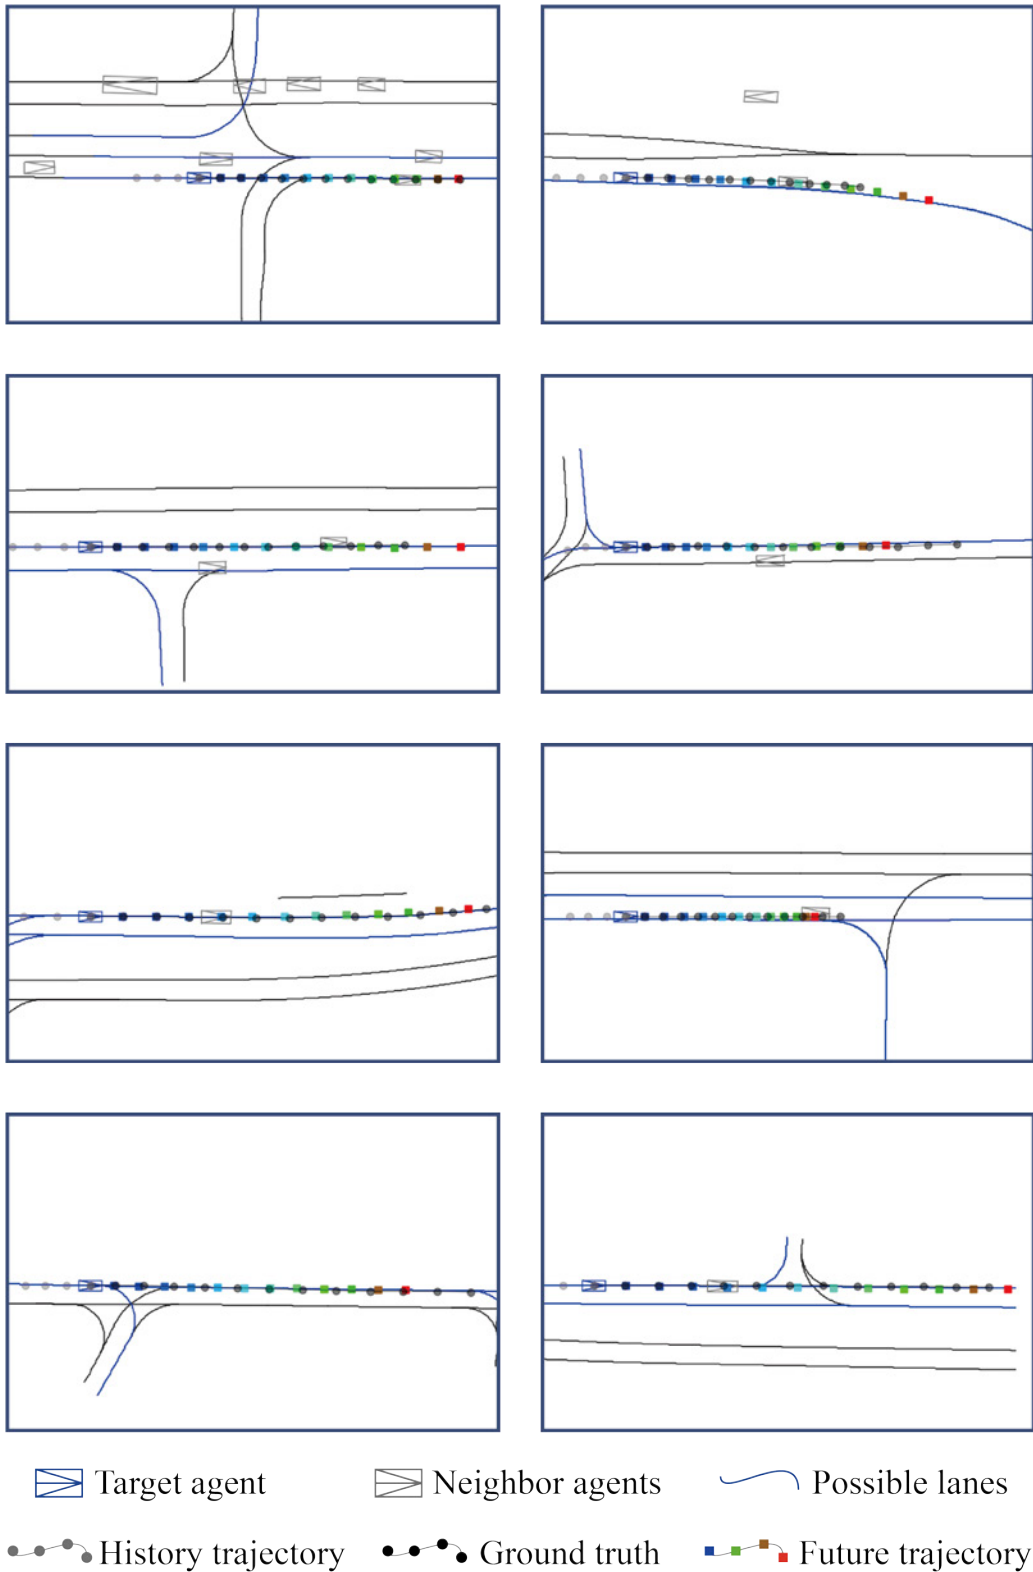 Target agent Neighbor agents Possible lanes
History trajectory Ground truth Future trajectory